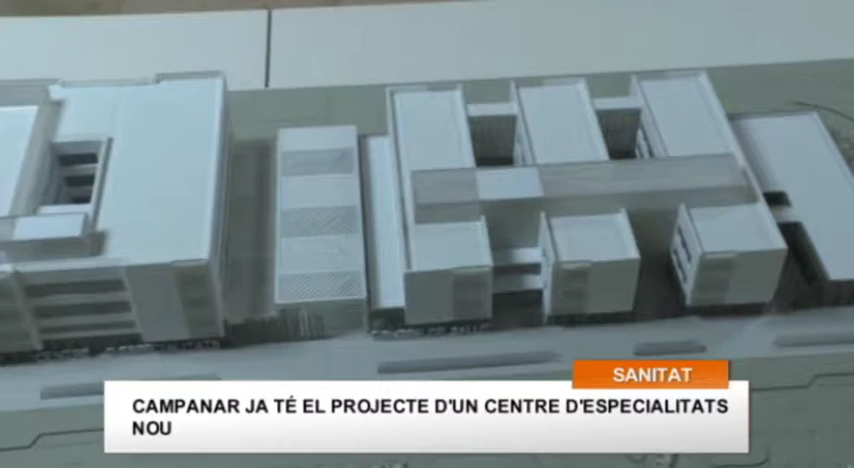 SANITAT
CAMPANAR JA TÉ EL PROJECTE D'UN CENTRE D'ESPECIALITATS
NOU